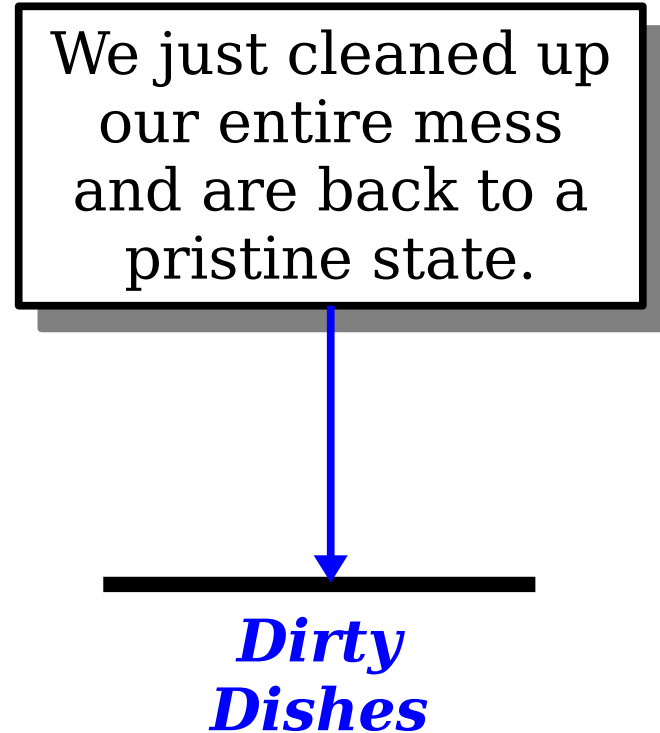 We just cleaned up
our entire mess
and are back to a
pristine state.
Dirty
Dishes